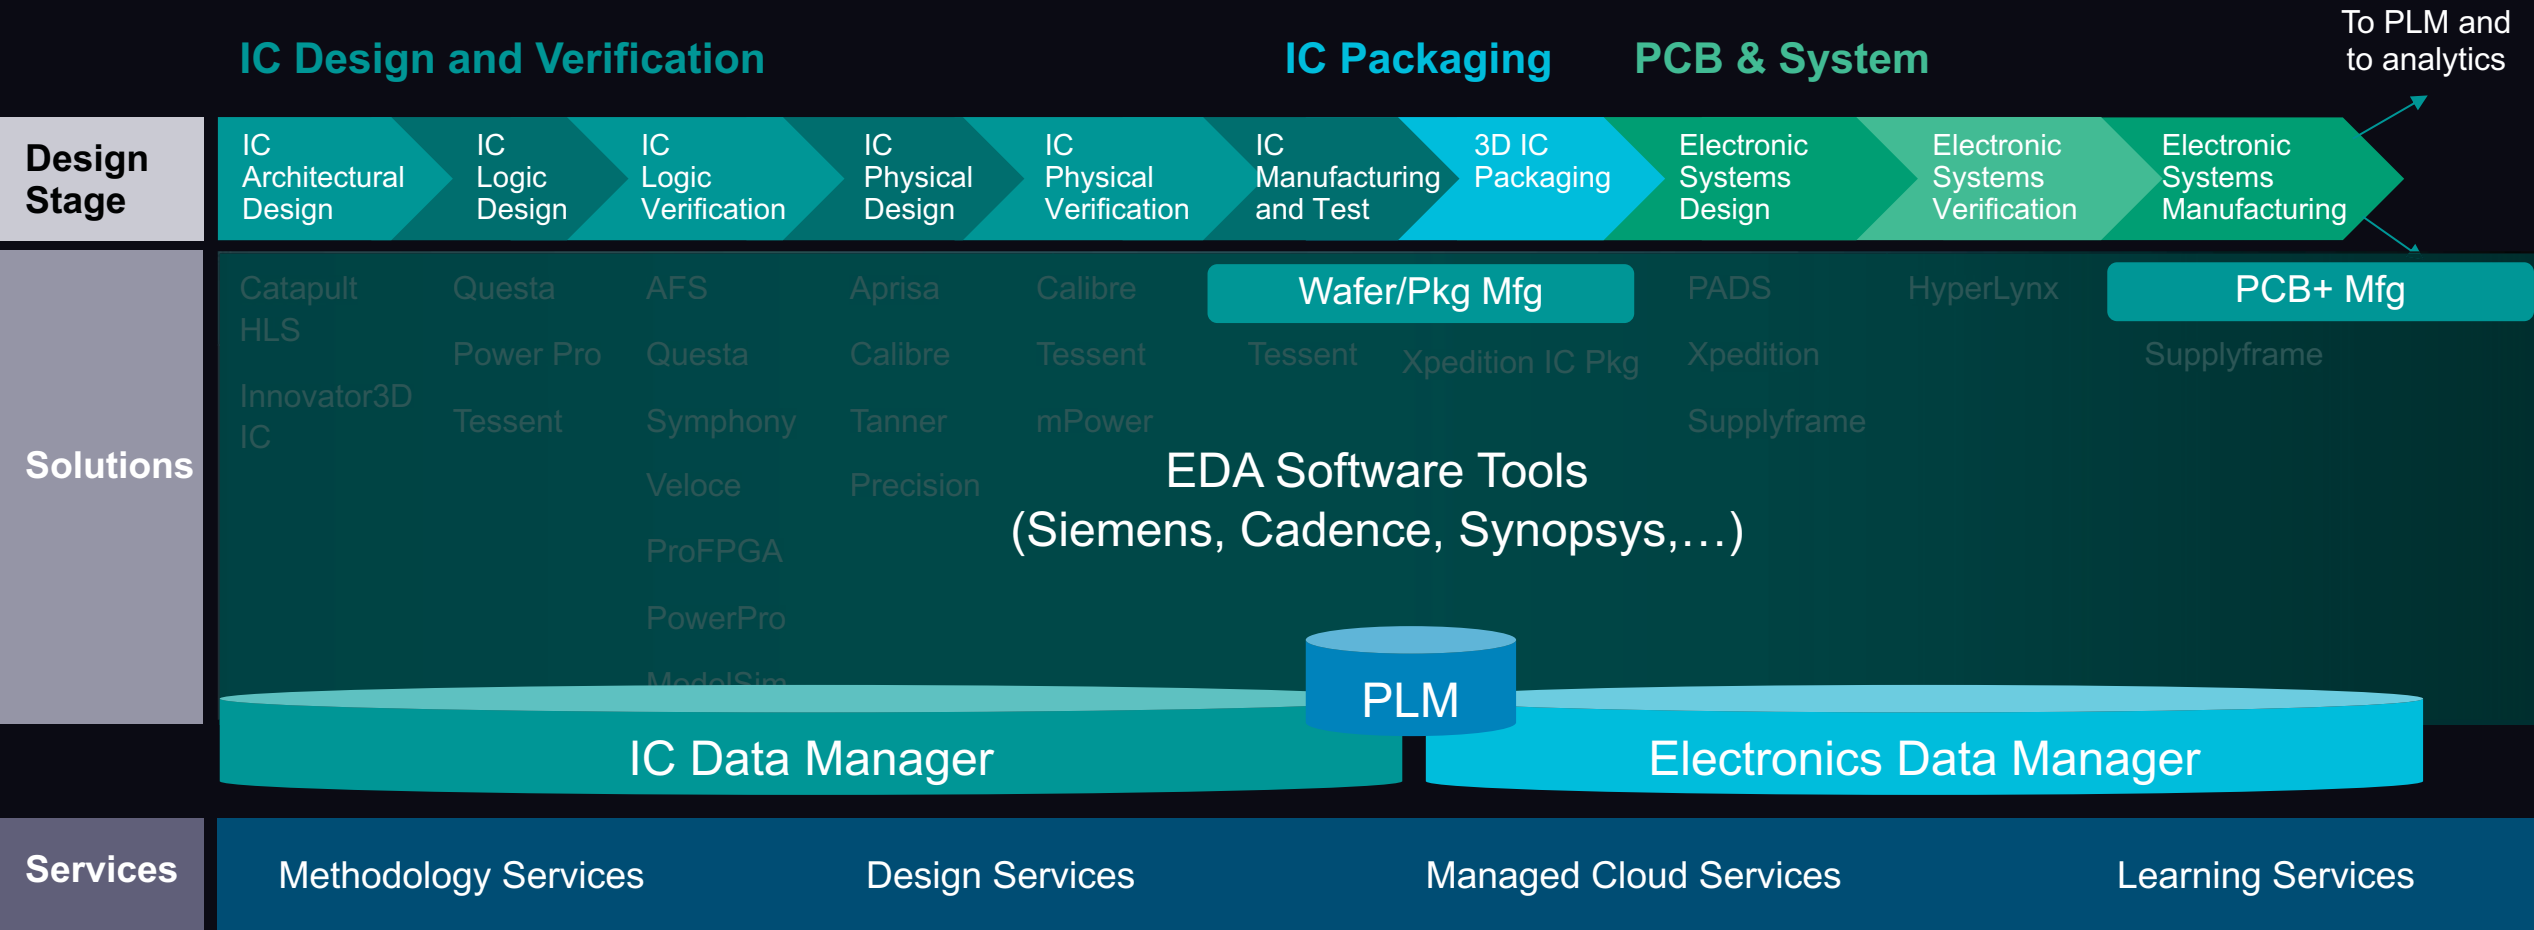 IC Design and Verification
IC Packaging
PCB & System
To PLM and
to analytics
Design
Stage
IC
Architectural
Design
IC
Logic
Design
IC
Logic
Verification
IC
Physical
Design
IC
Physical
Verification
IC
Manufacturing
and Test
3D IC
Packaging
Electronic
Systems
Design
Electronic
Systems
Verification
Electronic
Systems
Manufacturing
Solutions
Catapult
HLS
Innovator3D
IC
Questa
Power Pro
Tessent
AFS
Questa
Symphony
Veloce
ProFPGA
PowerPro
ModelSim
Aprisa
Calibre
Tanner
Precision
Calibre
Tessent
mPower
Wafer/Pkg Mfg
Tessent
Xpedition IC Pkg
PADS
Xpedition
Supplyframe
HyperLynx
PCB+ Mfg
Supplyframe
EDA Software Tools
(Siemens, Cadence, Synopsys,…)
PLM
IC Data Manager
Electronics Data Manager
Services
Methodology Services
Design Services
Managed Cloud Services
Learning Services